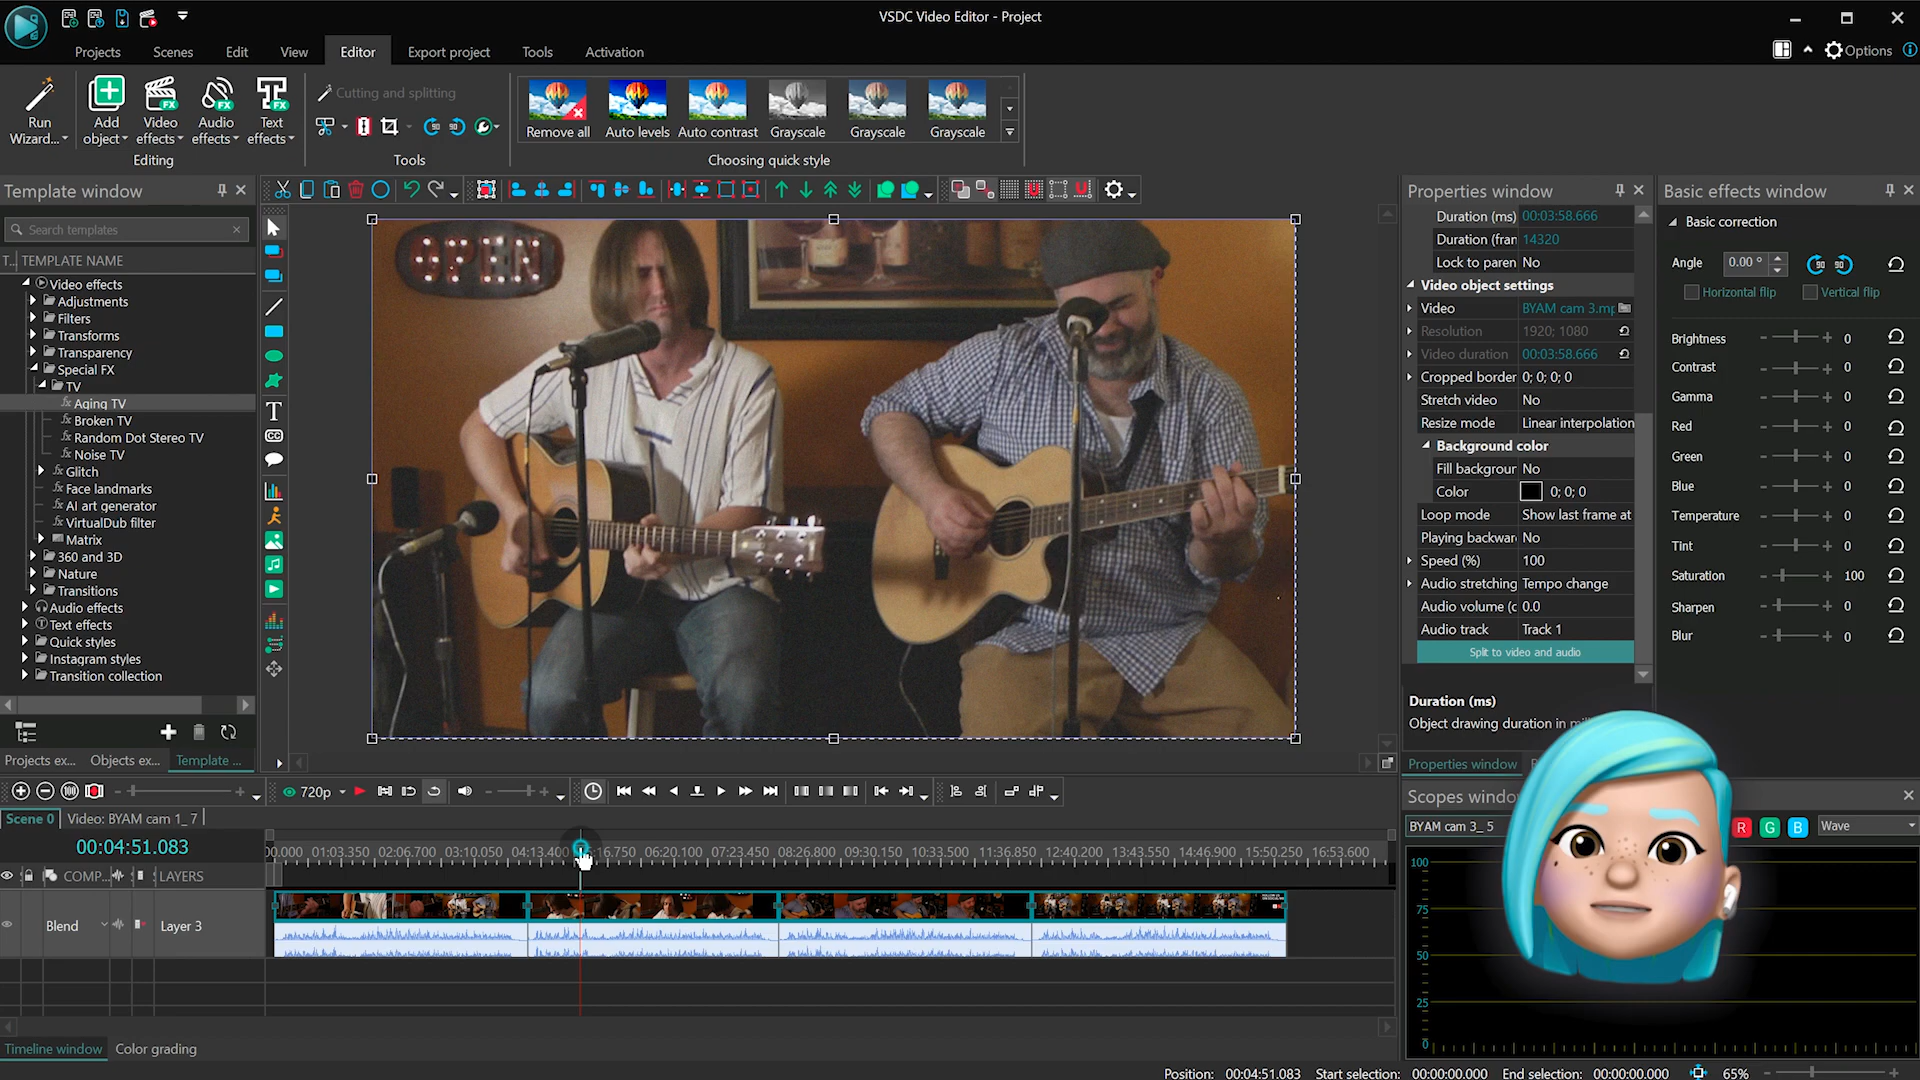 VSDC Video Editor - Project
Projects
Scenes
Edit
View
Editor
Export project
Tools
Activation
Options
Run
Wizard...
Add
object
Video
effects
Audio
effects
Text
effects
Editing
Cutting and splitting
Tools
Remove all
Auto levels
Auto contrast
Grayscale
Grayscale
Grayscale
Choosing quick style
Template window
Search templates
T...
TEMPLATE NAME
Video effects
Adjustments
Filters
Transforms
Transparency
Special FX
TV
Aging TV
Broken TV
Random Dot Stereo TV
Noise TV
Glitch
Face landmarks
AI art generator
VirtualDub filter
Matrix
360 and 3D
Nature
Transitions
Audio effects
Text effects
Quick styles
Instagram styles
Transition collection
Projects ex...
Objects ex...
Template ...
OPEN
Properties window
Duration (ms) 00:03:58.666
Duration (fran 14320
Lock to paren No
Video object settings
Video BYAM cam 3.mp
Resolution 1920; 1080
Video duration 00:03:58.666
Cropped border 0; 0; 0; 0
Stretch video No
Resize mode Linear interpolation
Background color
Fill backgroun No
Color 0; 0; 0
Loop mode Show last frame at
Playing backwar No
Speed (%) 100
Audio stretching Tempo change
Audio volume (c 0.0
Audio track Track 1
Split to video and audio
Duration (ms)
Object drawing duration in
Properties window
Basic effects window
Basic correction
Angle 0.00 °
90 90
Horizontal flip
Vertical flip
Brightness 0
Contrast 0
Gamma 0
Red 0
Green 0
Blue 0
Temperature 0
Tint 0
Saturation 100
Sharpen 0
Blur 0
720p
Scene 0
Video: BYAM cam 1_ 7
00:04:51.083
00.000 01:03.350 02:06.700 03:10.050 04:13.400 16.750 06:20.100 07:23.450 08:26.800 09:30.150 10:33.500 11:36.850 12:40.200 13:43.550 14:46.900 15:50.250 16:53.600
COMP...
LAYERS
Blend
Layer 3
Timeline window
Color grading
Scopes windo
BYAM cam 3_ 5
R G B
Wave
100
75
50
25
0
Position: 00:04:51.083 Start selection: 00:00:00.000 End selection: 00:00:00.000 65%